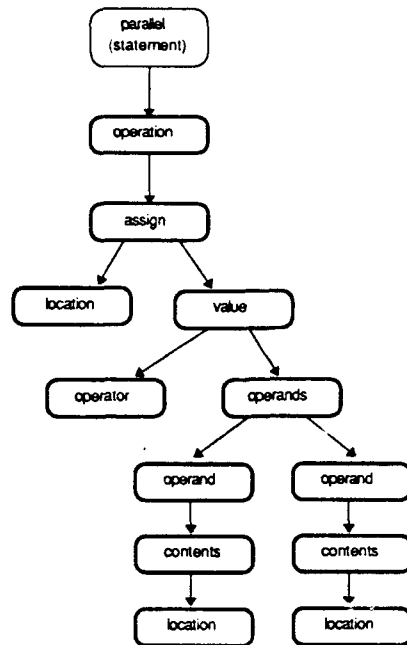 parallel
(statement)
operation
assign
location
value
operator
operands
operand
operand
contents
contents
location
location